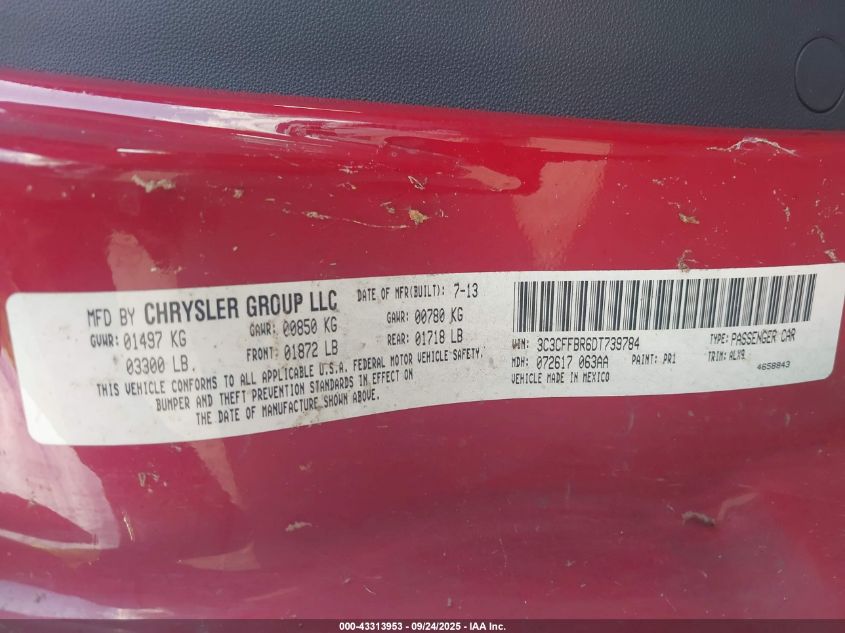 MFD BY CHRYSLER GROUP LLC
DATE OF MFR(BUILT): 7-13
GVWR: 01497 KG
GAWR: 00850 KG
GAWR: 00780 KG
03300 LB
FRONT: 01872 LB
REAR: 01718 LB
THIS VEHICLE CONFORMS TO ALL APPLICABLE U.S.A. FEDERAL MOTOR VEHICLE SAFETY,
BUMPER AND THEFT PREVENTION STANDARDS IN EFFECT ON
THE DATE OF MANUFACTURE SHOWN ABOVE.
VIN: 3C3CFFBR6DT739784
TYPE: PASSENGER CAR
MDH: 072617 063AA
PAINT: PR1
TRIM: ALX9
VEHICLE MADE IN MEXICO
4658843
000-43313953 - 09/24/2025 - IAA Inc.